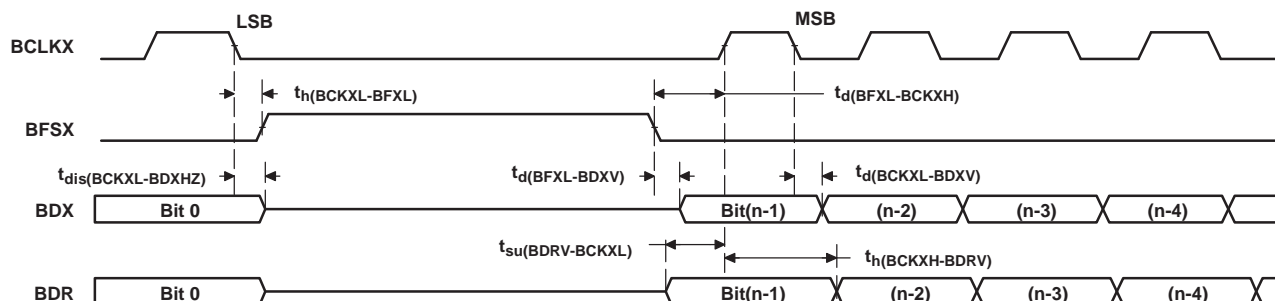 LSB MSB
BCLKX
th(BCKXL-BFXL) td(BFXL-BCKXH)
BFSX
tdis(BCKXL-BDXHZ) td(BFXL-BDXV) td(BCKXL-BDXV)
BDX Bit 0 Bit(n-1) (n-2) (n-3) (n-4)
tsu(BDRV-BCKXL) th(BCKXH-BDRV)
BDR Bit 0 Bit(n-1) (n-2) (n-3) (n-4)